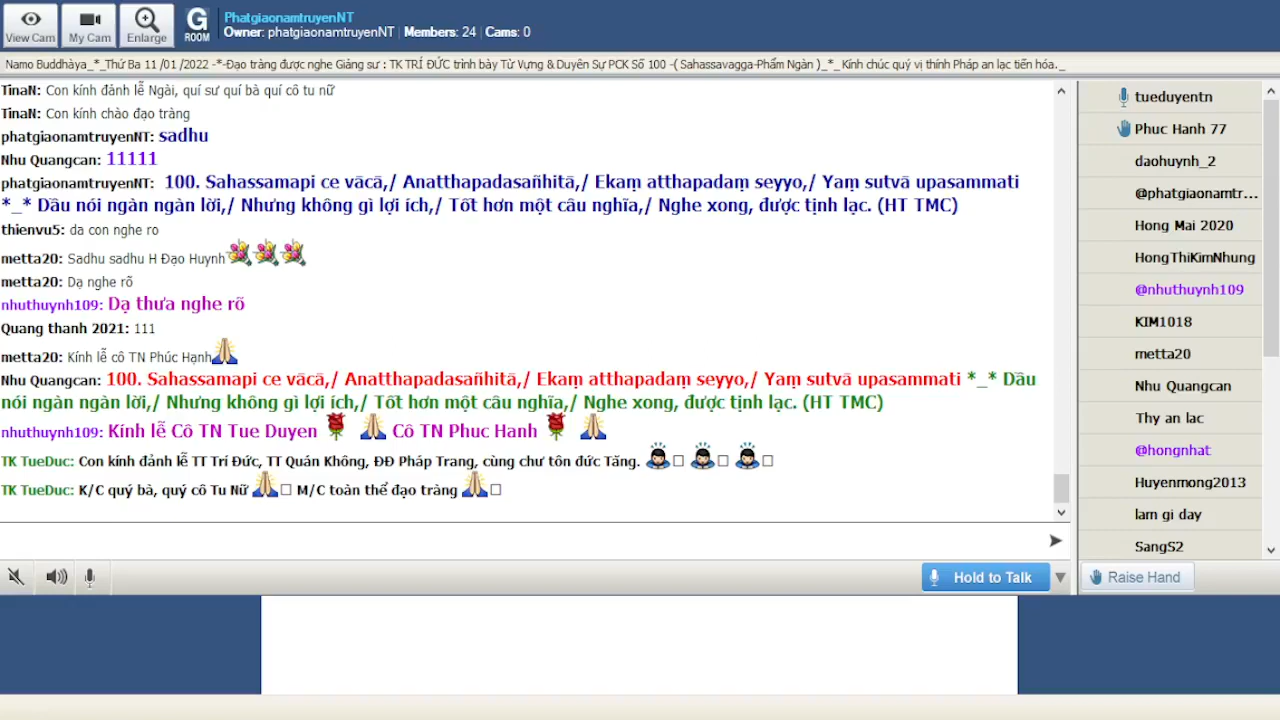 View Cam
My Cam
Enlarge
G
ROOM
PhatgiaonamtruyenNT
Owner: phatgiaonamtruyenNT | Members: 24 | Cams: 0
Namo Buddhàya_*_Thứ Ba 11 /01 /2022 -*-Đạo tràng được nghe Giảng sư : TK TRÍ ĐỨC trình bày Từ Vựng & Duyên Sự PCK Số 100 -( Sahassavagga-Phẩm Ngàn )_*_ Kính chúc quý vị thính Pháp an lạc tiến hóa._
TinaN: Con kính đảnh lễ Ngài, quí sư quí bà quí cô tu nữ
TinaN: Con kính chào đạo tràng
phatgiaonamtruyenNT: sadhu
Nhu Quangcan: 11111
phatgiaonamtruyenNT: 100. Sahassamapi ce vācā,/ Anatthapadasañhitā,/ Ekaṃ atthapadaṃ seyyo,/ Yaṃ sutvā upasammati
*_* Dầu nói ngàn ngàn lời,/ Nhưng không gì lợi ích,/ Tốt hơn một câu nghĩa,/ Nghe xong, được tịnh lạc. (HT TMC)
thienvu5: da con nghe ro
metta20: Sadhu sadhu H Đạo Huynh
metta20: Dạ nghe rõ
nhuthuynh109: Dạ thưa nghe rõ
Quang thanh 2021: 111
metta20: Kính lễ cô TN Phúc Hạnh
Nhu Quangcan: 100. Sahassamapi ce vācā,/ Anatthapadasañhitā,/ Ekaṃ atthapadaṃ seyyo,/ Yaṃ sutvā upasammati *_* Dầu
nói ngàn ngàn lời,/ Nhưng không gì lợi ích,/ Tốt hơn một câu nghĩa,/ Nghe xong, được tịnh lạc. (HT TMC)
nhuthuynh109: Kính lễ Cô TN Tue Duyen Cô TN Phuc Hanh
TK TueDuc: Con kính đảnh lễ TT Trí Đức, TT Quán Không, ĐĐ Pháp Trang, cùng chư tôn đức Tăng.
TK TueDuc: K/C quý bà, quý cô Tu Nữ M/C toàn thể đạo tràng
Hold to Talk
tueduyentn
Phuc Hanh 77
daohuynh_2
@phatgiaonamtr...
Hong Mai 2020
HongThiKimNhung
@nhuthuynh109
KIM1018
metta20
Nhu Quangcan
Thy an lac
@hongnhat
Huyenmong2013
lam gi day
SangS2
Raise Hand